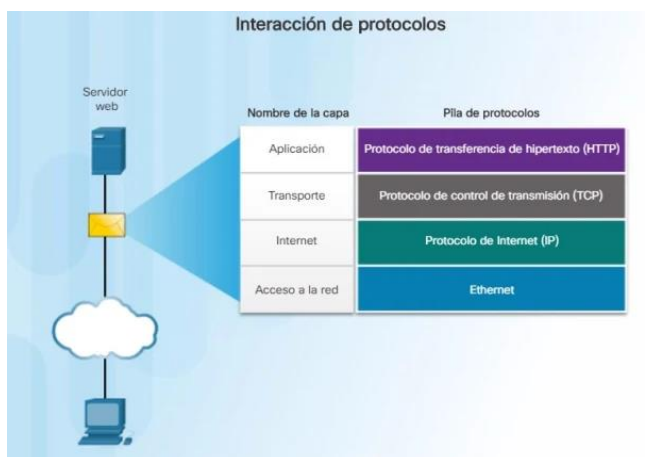 Interacción de protocolos
Servidor
web
Nombre de la capa
Pila de protocolos
Aplicación
Protocolo de transferencia de hipertexto (HTTP)
Transporte
Protocolo de control de transmisión (TCP)
Internet
Protocolo de Internet (IP)
Acceso a la red
Ethernet